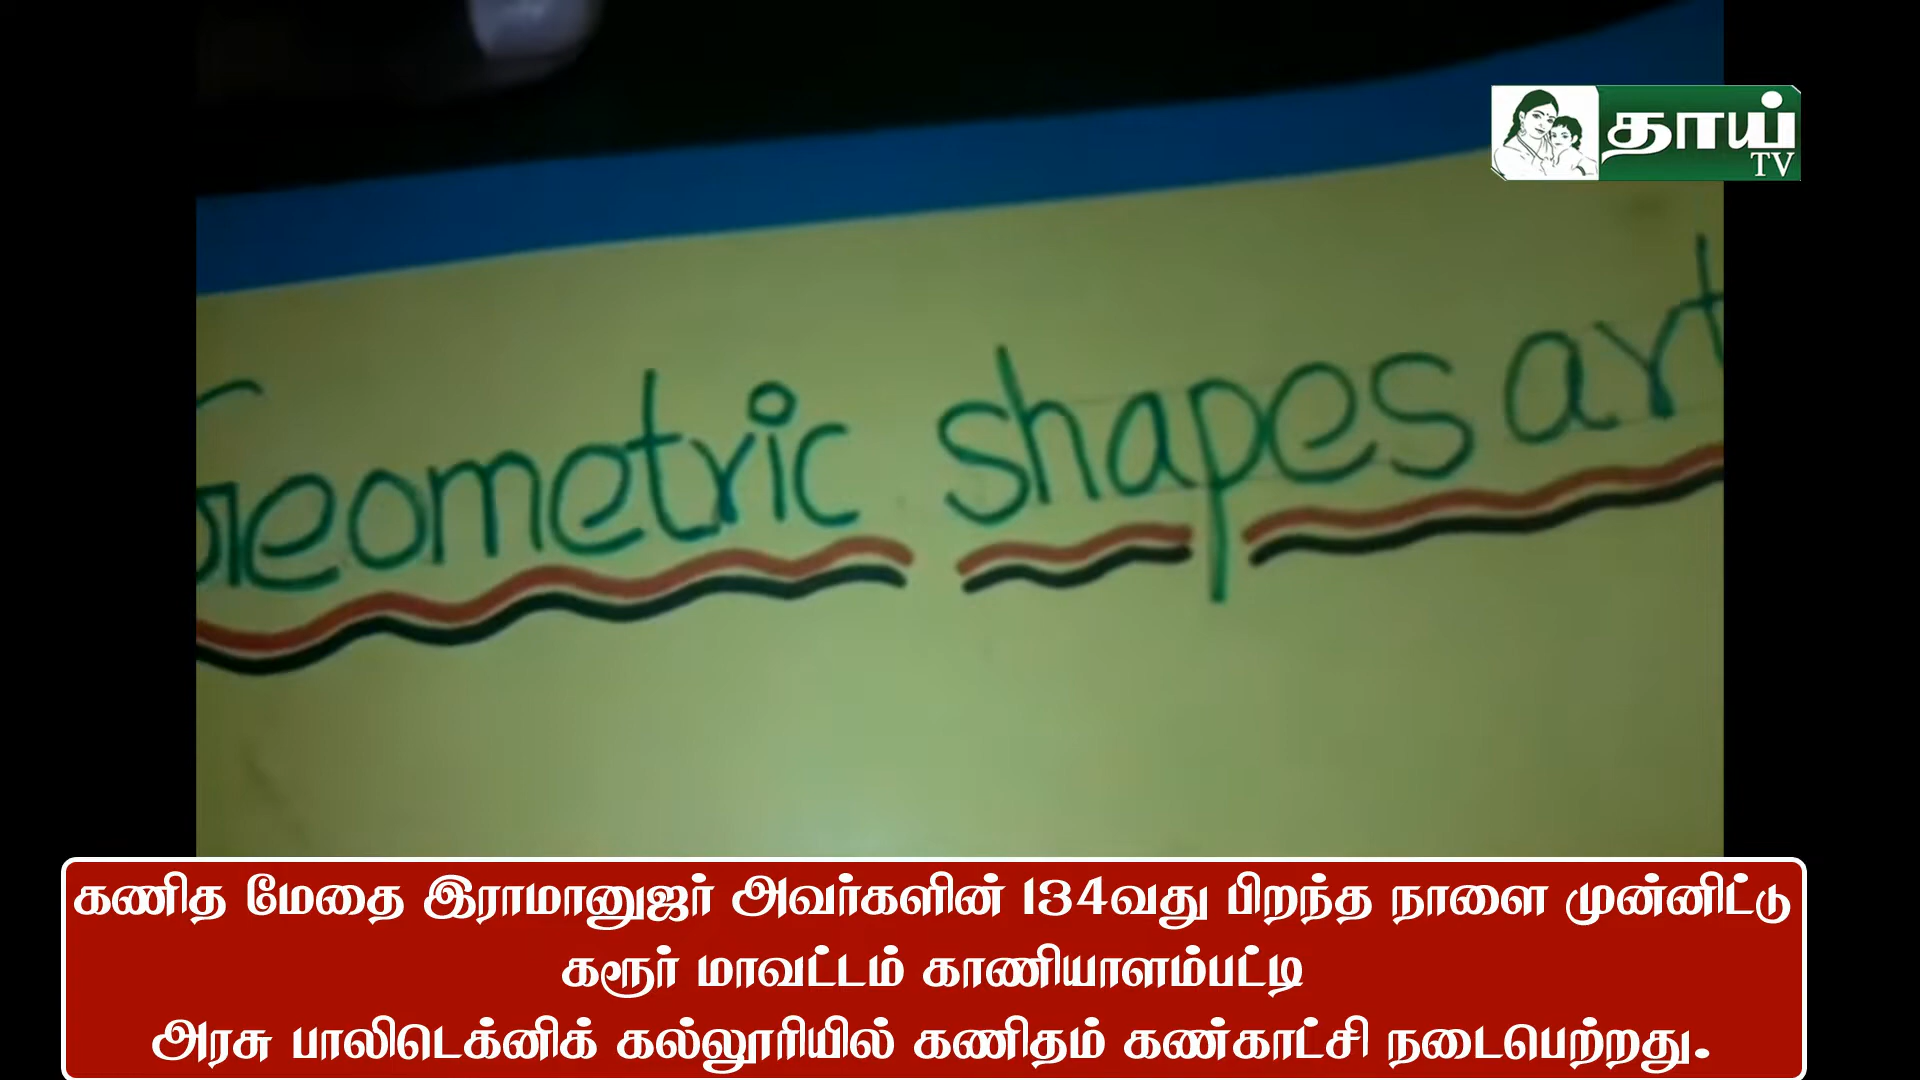 தாய்
TV
Geometric shapes art
கணித மேதை இராமானுஜர் அவர்களின் 134வது பிறந்த நாளை முன்னிட்டு
கரூர் மாவட்டம் காணியாளம்பட்டி
அரசு பாலிடெக்னிக் கல்லூரியில் கணிதம் கண்காட்சி நடைபெற்றது.